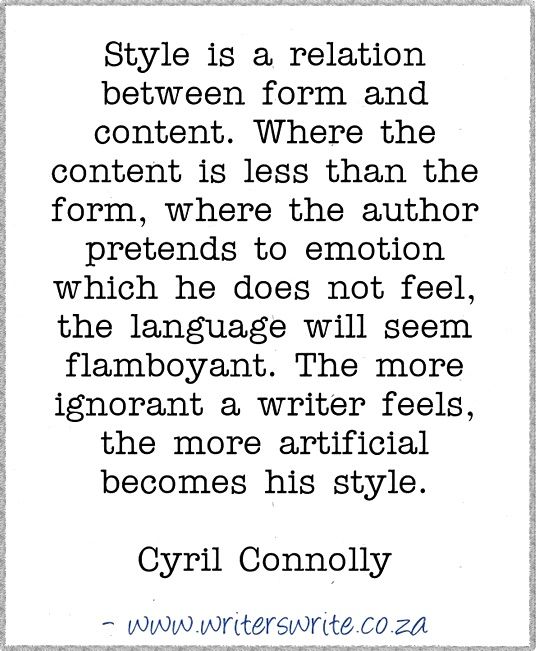 Style is a relation
between form and
content. Where the
content is less than the
form, where the author
pretends to emotion
which he does not feel,
the language will seem
flamboyant. The more
ignorant a writer feels,
the more artificial
becomes his style.
Cyril Connolly
- www.writerswrite.co.za